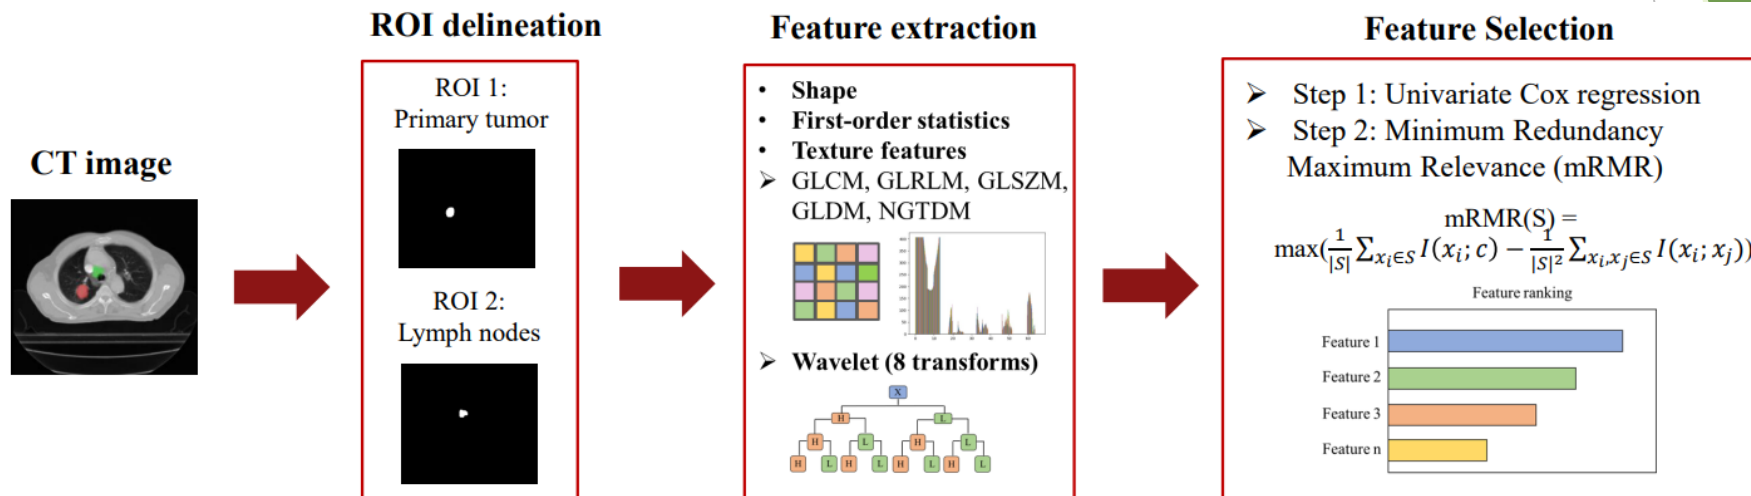 CT image
ROI delineation
ROI 1:
Primary tumor
ROI 2:
Lymph nodes
Feature extraction
• Shape
• First-order statistics
• Texture features
➢ GLCM, GLRLM, GLSZM,
GLDM, NGTDM
➢ Wavelet (8 transforms)
X
H L
H L H L
H L H L H L H L
Feature Selection
➢ Step 1: Univariate Cox regression
➢ Step 2: Minimum Redundancy
Maximum Relevance (mRMR)
mRMR(S) =
max(1/|S| ∑xᵢ∈S I(xᵢ; c) − 1/|S|² ∑xᵢ,xⱼ∈S I(xᵢ; xⱼ))
Feature ranking
Feature 1
Feature 2
Feature 3
Feature n